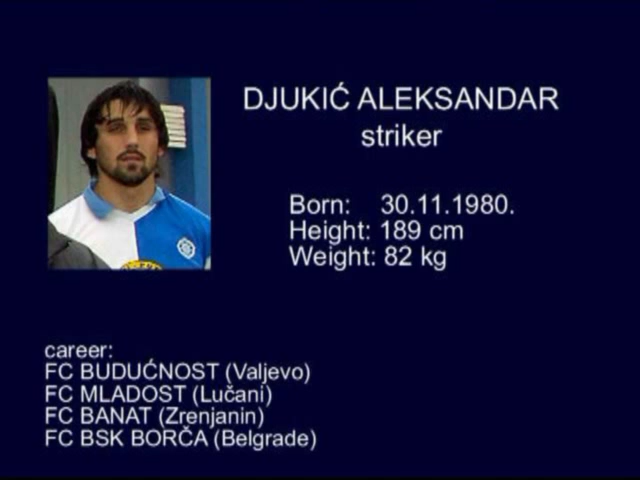 DJUKIĆ ALEKSANDAR
striker
Born: 30.11.1980.
Height: 189 cm
Weight: 82 kg
career:
FC BUDUĆNOST (Valjevo)
FC MLADOST (Lučani)
FC BANAT (Zrenjanin)
FC BSK BORČA (Belgrade)